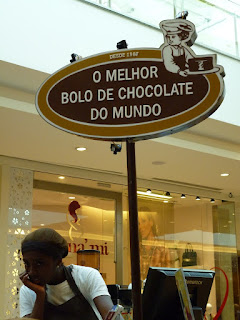 DESDE 1987
O MELHOR
BOLO DE CHOCOLATE
DO MUNDO